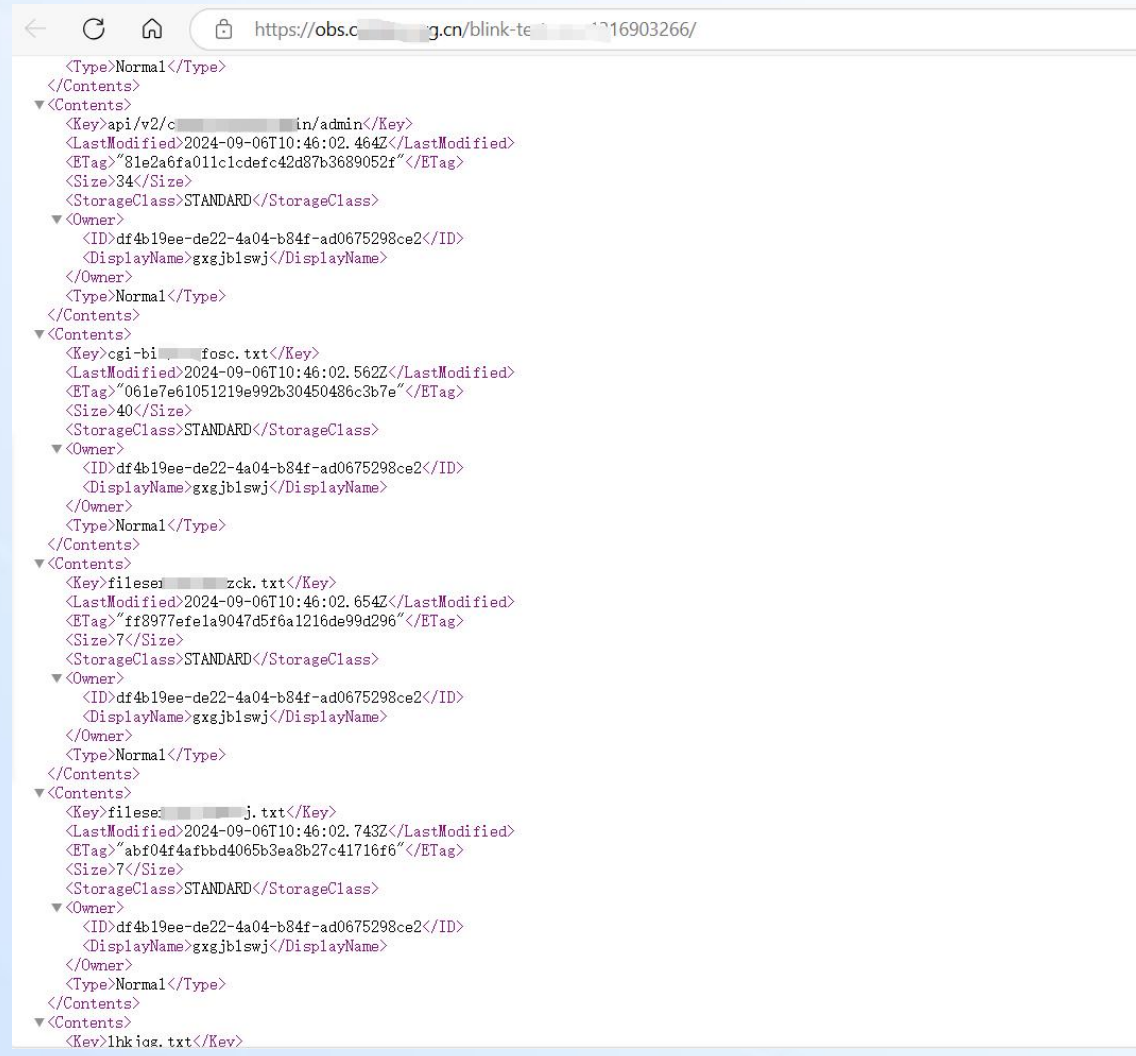 https://obs.c g.cn/blink-te 16903266/
<Type>Normal</Type>
</Contents>
▼<Contents>
<Key>api/v2/c in/admin</Key>
<LastModified>2024-09-06T10:46:02.464Z</LastModified>
<ETag>"81e2a6fa011c1cdefc42d87b3689052f"</ETag>
<Size>34</Size>
<StorageClass>STANDARD</StorageClass>
▼<Owner>
<ID>df4b19ee-de22-4a04-b84f-ad0675298ce2</ID>
<DisplayName>gxgjblswj</DisplayName>
</Owner>
<Type>Normal</Type>
</Contents>
▼<Contents>
<Key>cgi-bi fosc.txt</Key>
<LastModified>2024-09-06T10:46:02.562Z</LastModified>
<ETag>"061e7e61051219e992b30450486c3b7e"</ETag>
<Size>40</Size>
<StorageClass>STANDARD</StorageClass>
▼<Owner>
<ID>df4b19ee-de22-4a04-b84f-ad0675298ce2</ID>
<DisplayName>gxgjblswj</DisplayName>
</Owner>
<Type>Normal</Type>
</Contents>
▼<Contents>
<Key>filese zck.txt</Key>
<LastModified>2024-09-06T10:46:02.654Z</LastModified>
<ETag>"ff8977efe1a9047d5f6a1216de99d296"</ETag>
<Size>7</Size>
<StorageClass>STANDARD</StorageClass>
▼<Owner>
<ID>df4b19ee-de22-4a04-b84f-ad0675298ce2</ID>
<DisplayName>gxgjblswj</DisplayName>
</Owner>
<Type>Normal</Type>
</Contents>
▼<Contents>
<Key>filese j.txt</Key>
<LastModified>2024-09-06T10:46:02.743Z</LastModified>
<ETag>"abf04f4afbbd4065b3ea8b27c41716f6"</ETag>
<Size>7</Size>
<StorageClass>STANDARD</StorageClass>
▼<Owner>
<ID>df4b19ee-de22-4a04-b84f-ad0675298ce2</ID>
<DisplayName>gxgjblswj</DisplayName>
</Owner>
<Type>Normal</Type>
</Contents>
▼<Contents>
<Key>lhkjqg.txt</Key>